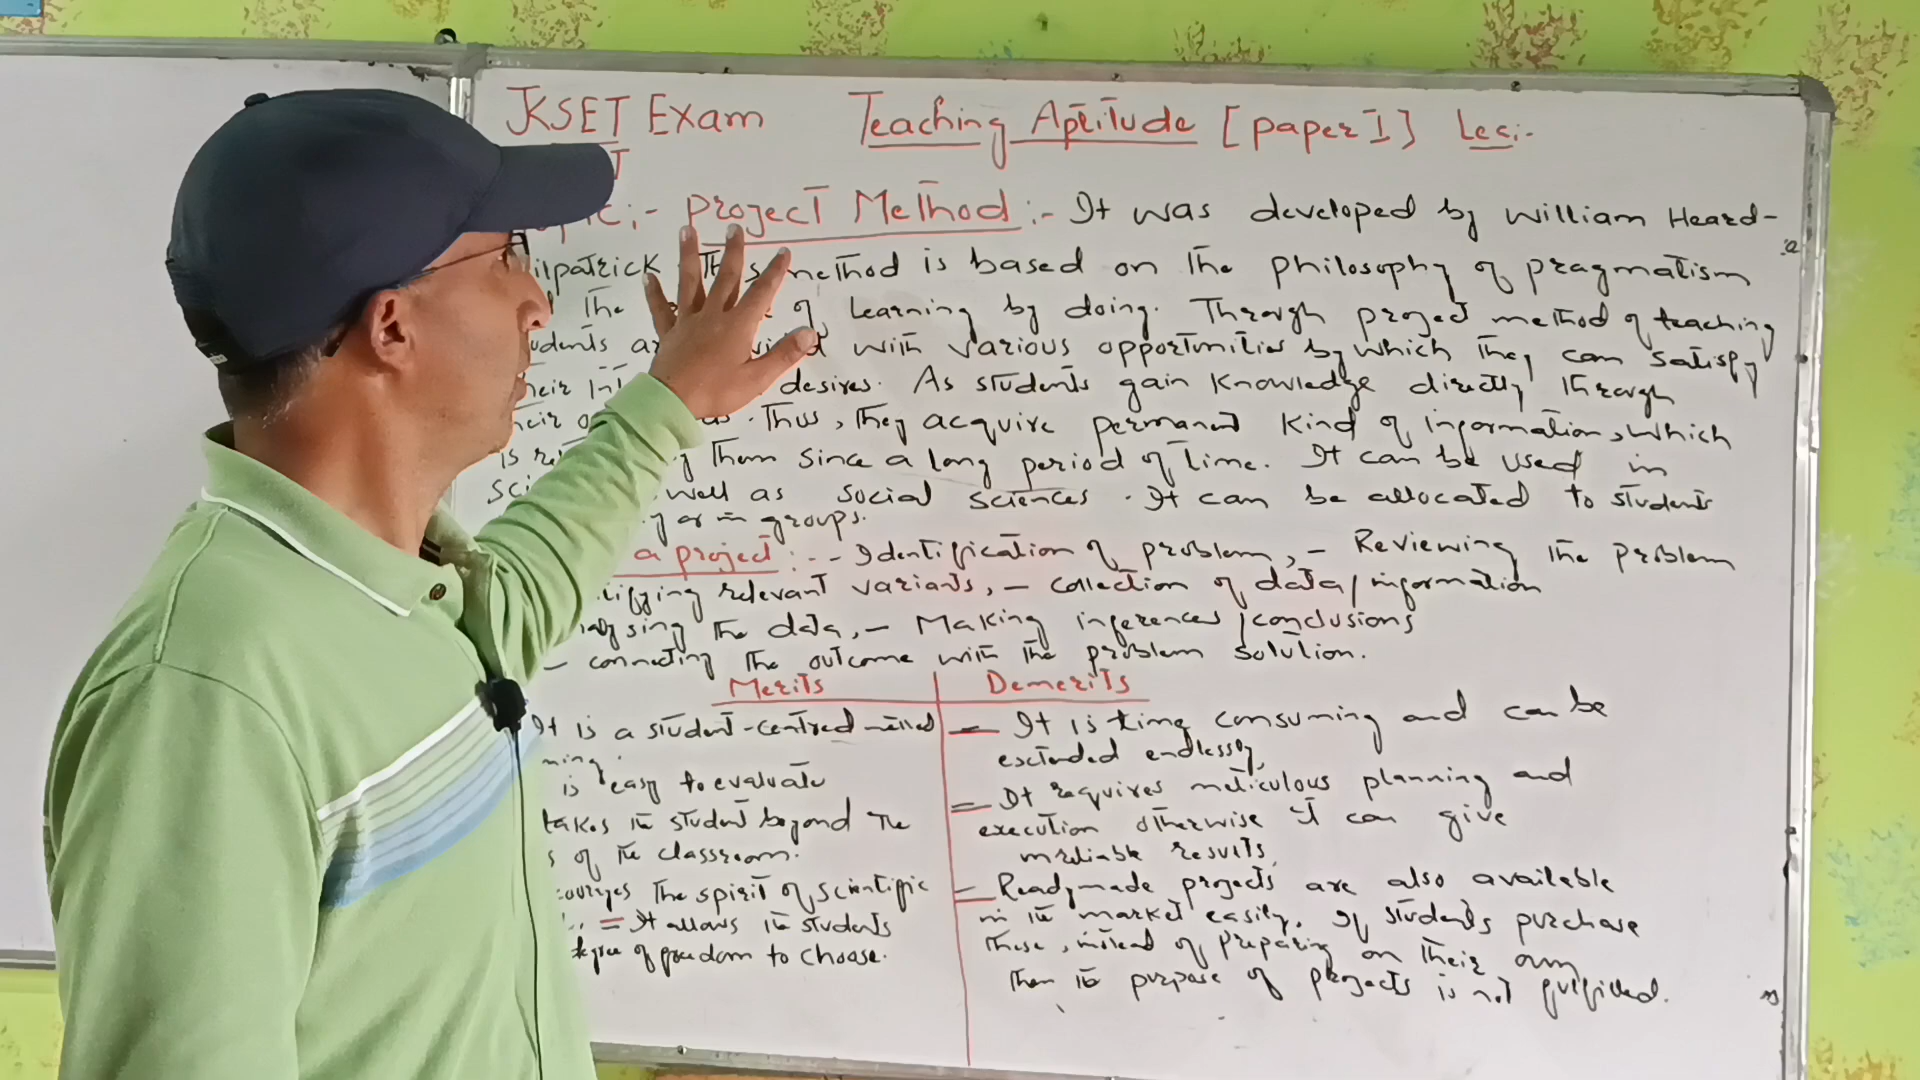 JKSET Exam Teaching Aptitude [paper I] Lec:-
T
:- Project Method :- It was developed by William Heard-
ilpatrick method is based on the philosophy of pragmatism
The of Learning by doing. Through project method of teaching
udents with various opportunities by which they can satisfy
heir desires. As students gain knowledge directly through
heir Thus, they acquire permanent kind of information, which
is Them since a long period of time. It can be used in
well as social sciences. It can be allocated to students
or in groups.
a project :- - Identification of problem, - Reviewing the problem
relevant variants, - collection of data/information
the data, - Making inferences/conclusions
- connecting the outcome with the problem solution.
Merits Demerits
It is a student-centred method
is easy to evaluate
takes the student beyond the
s of the classroom.
the spirit of scientific
= It allows the students
of freedom to choose.
- It is time consuming and can be
extended endlessly,
= It requires meticulous planning and
execution otherwise it can give
unreliable results,
= Readymade projects are also available
in the market easily. If students purchase
these, instead of preparing on their own
then the purpose of projects is not fulfilled.